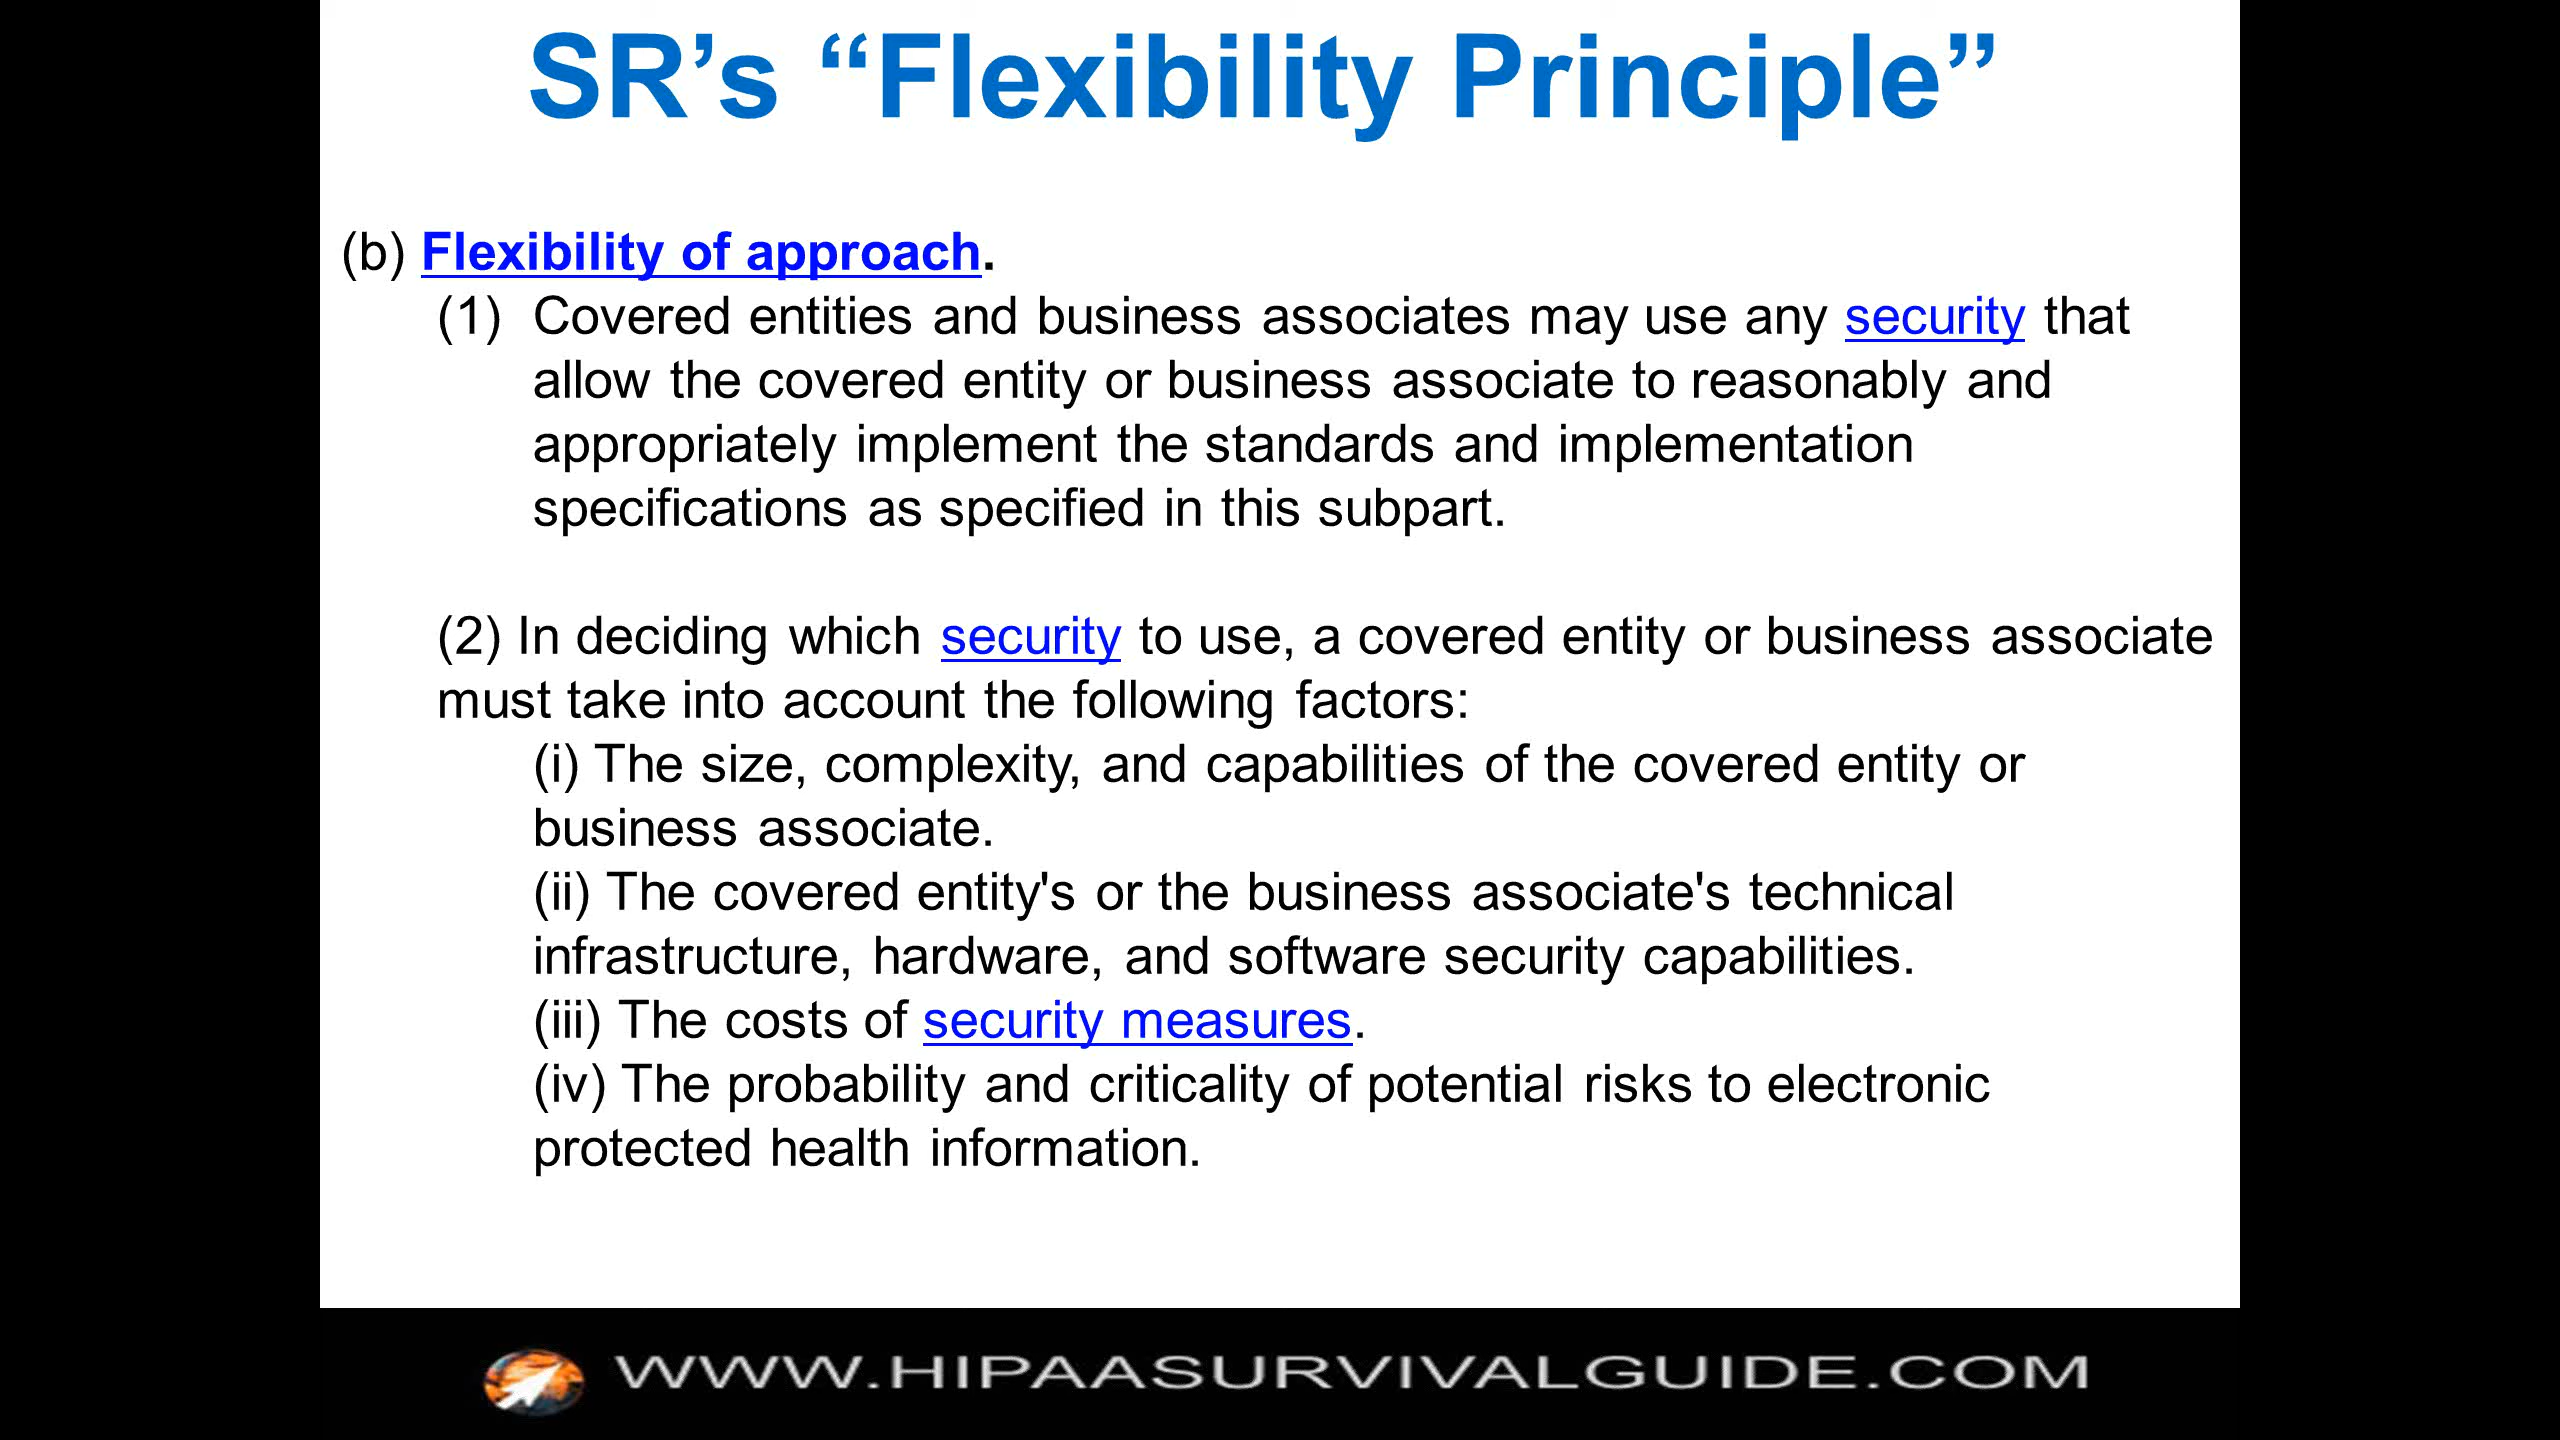 SR’s “Flexibility Principle”
(b) Flexibility of approach.
(1) Covered entities and business associates may use any security that
allow the covered entity or business associate to reasonably and
appropriately implement the standards and implementation
specifications as specified in this subpart.
(2) In deciding which security to use, a covered entity or business associate
must take into account the following factors:
(i) The size, complexity, and capabilities of the covered entity or
business associate.
(ii) The covered entity's or the business associate's technical
infrastructure, hardware, and software security capabilities.
(iii) The costs of security measures.
(iv) The probability and criticality of potential risks to electronic
protected health information.
WWW.HIPAASURVIVALGUIDE.COM